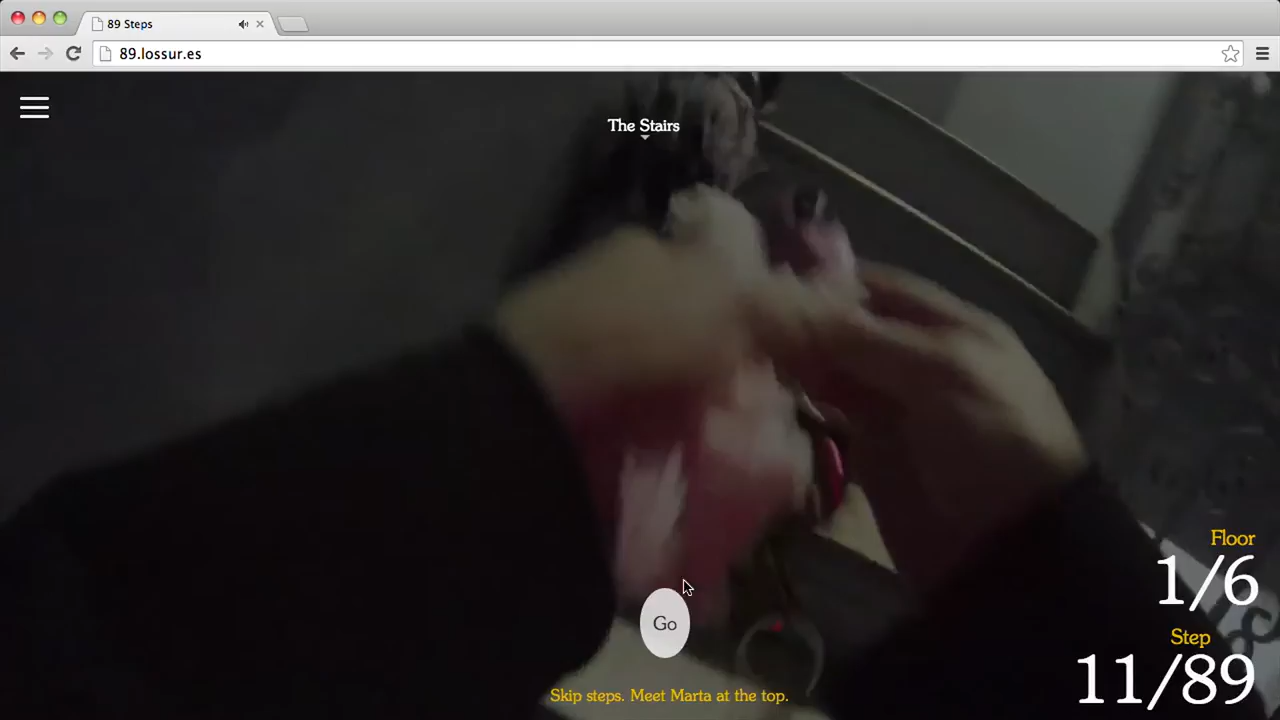 89 Steps
89.lossur.es
The Stairs
Go
Skip steps. Meet Marta at the top.
Floor
1/6
Step
11/89